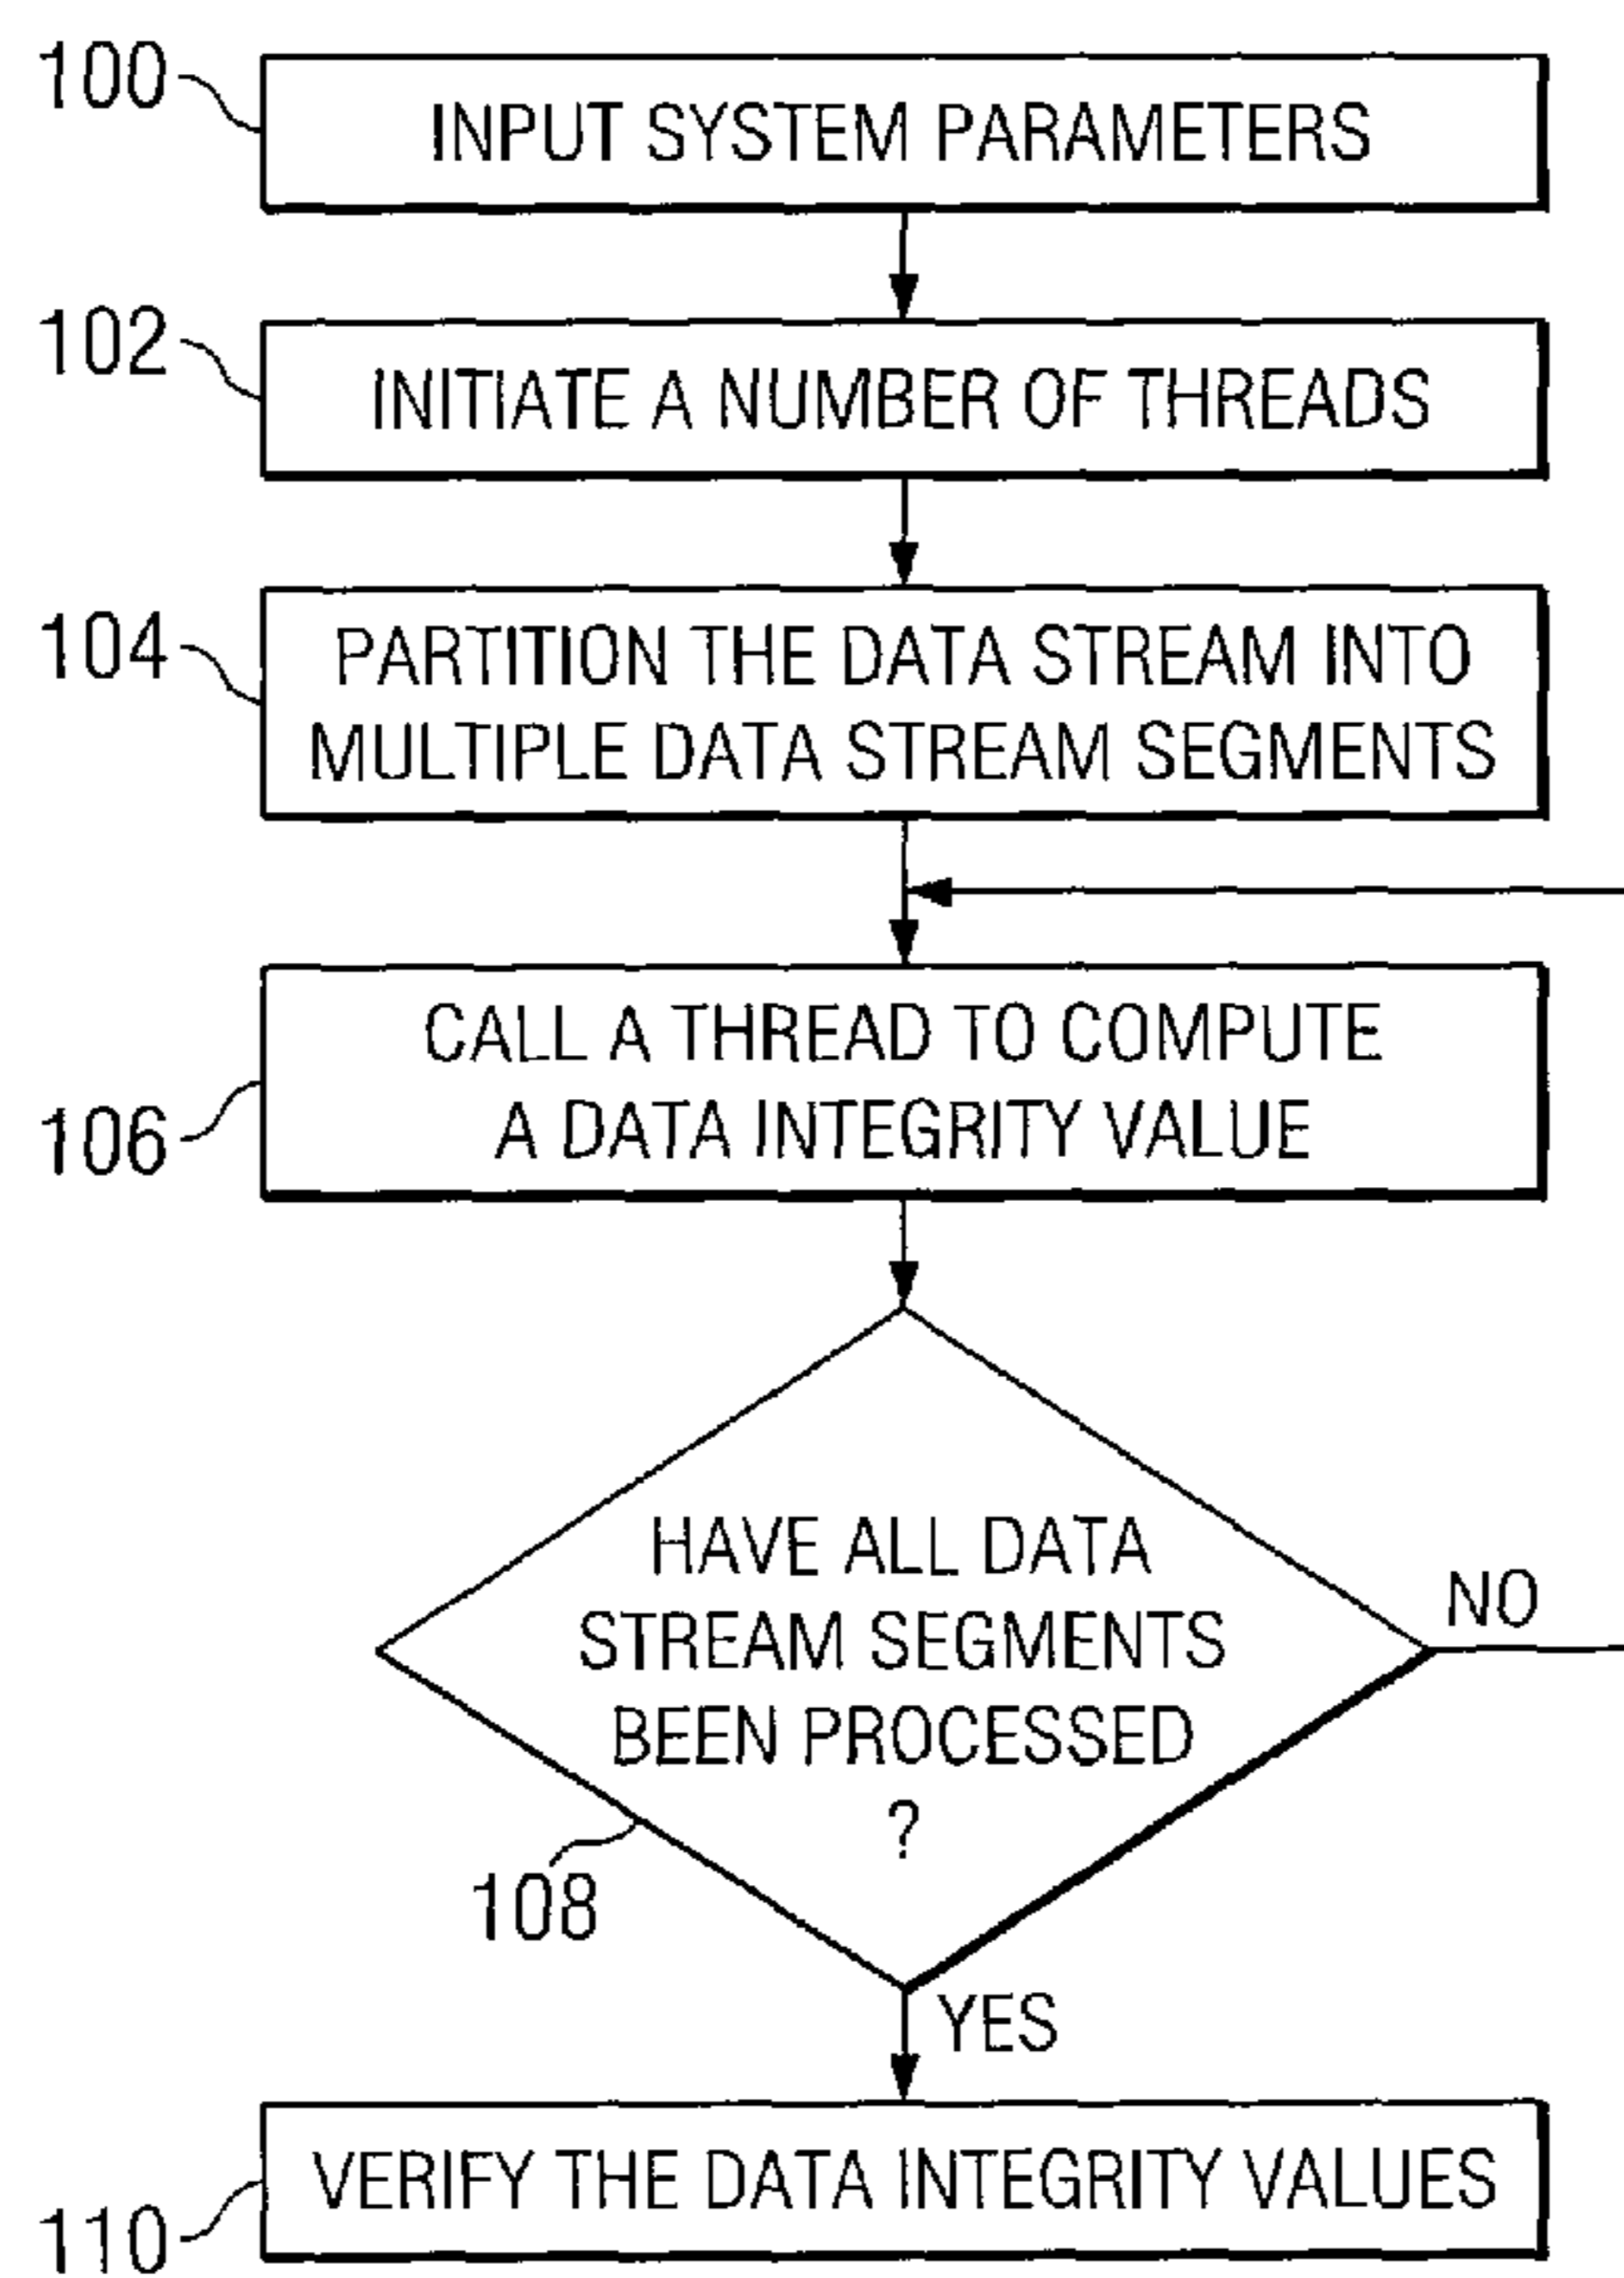 100
INPUT SYSTEM PARAMETERS
102
INITIATE A NUMBER OF THREADS
104
PARTITION THE DATA STREAM INTO
MULTIPLE DATA STREAM SEGMENTS
106
CALL A THREAD TO COMPUTE
A DATA INTEGRITY VALUE
HAVE ALL DATA
STREAM SEGMENTS
BEEN PROCESSED
?
NO
108
YES
110
VERIFY THE DATA INTEGRITY VALUES